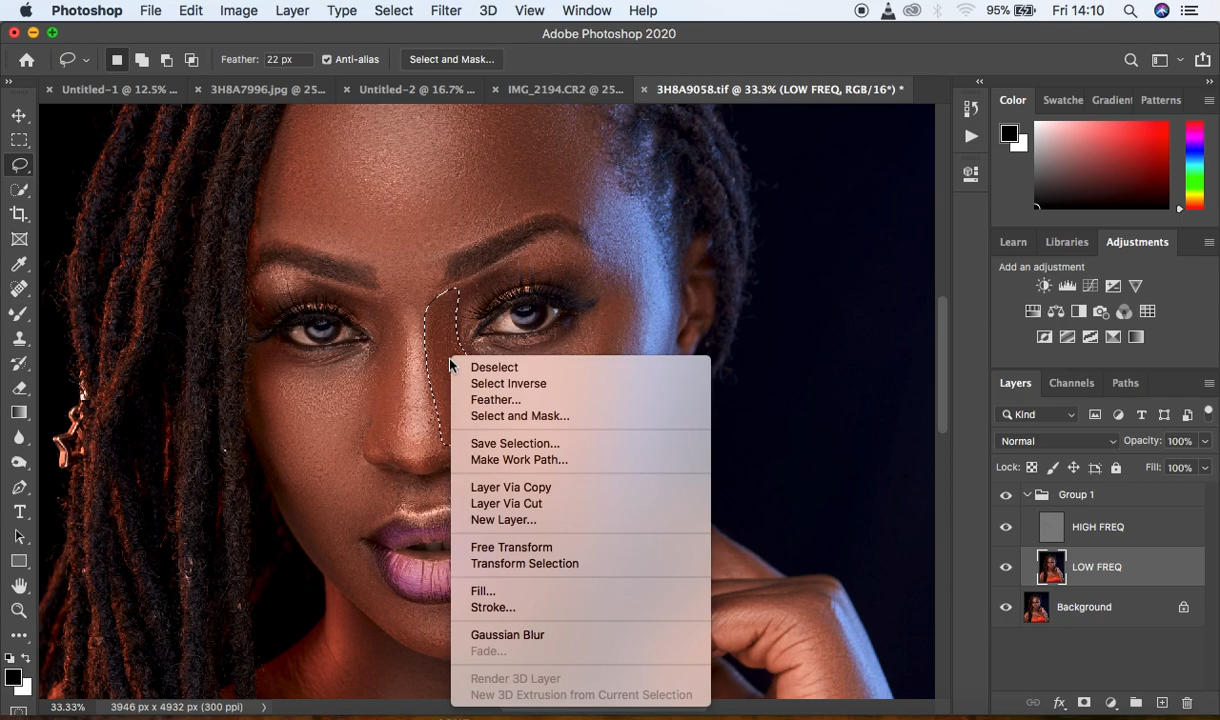 Photoshop File Edit Image Layer Type Select Filter 3D View Window Help 95% Fri 14:10
Adobe Photoshop 2020
Feather: 22 px Anti-alias Select and Mask...
Untitled-1 @ 12.5% ... 3H8A7996.jpg @ 25... Untitled-2 @ 16.7% ... IMG_2194.CR2 @ 25... 3H8A9058.tif @ 33.3% (LOW FREQ, RGB/16*) *
Color Swatche Gradient Patterns
Learn Libraries Adjustments
Add an adjustment
Deselect
Select Inverse
Feather...
Select and Mask...
Save Selection...
Make Work Path...
Layer Via Copy
Layer Via Cut
New Layer...
Free Transform
Transform Selection
Fill...
Stroke...
Gaussian Blur
Fade...
Render 3D Layer
New 3D Extrusion from Current Selection
Layers Channels Paths
Kind
Normal Opacity: 100%
Lock: Fill: 100%
Group 1
HIGH FREQ
LOW FREQ
Background
33.33% 3946 px x 4932 px (300 ppi)